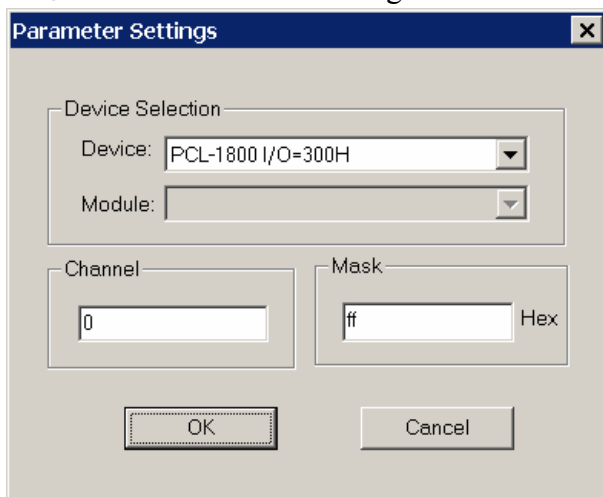 Parameter Settings
Device Selection
Device: PCL-1800 I/O=300H
Module:
Channel
Mask
0
ff Hex
OK
Cancel